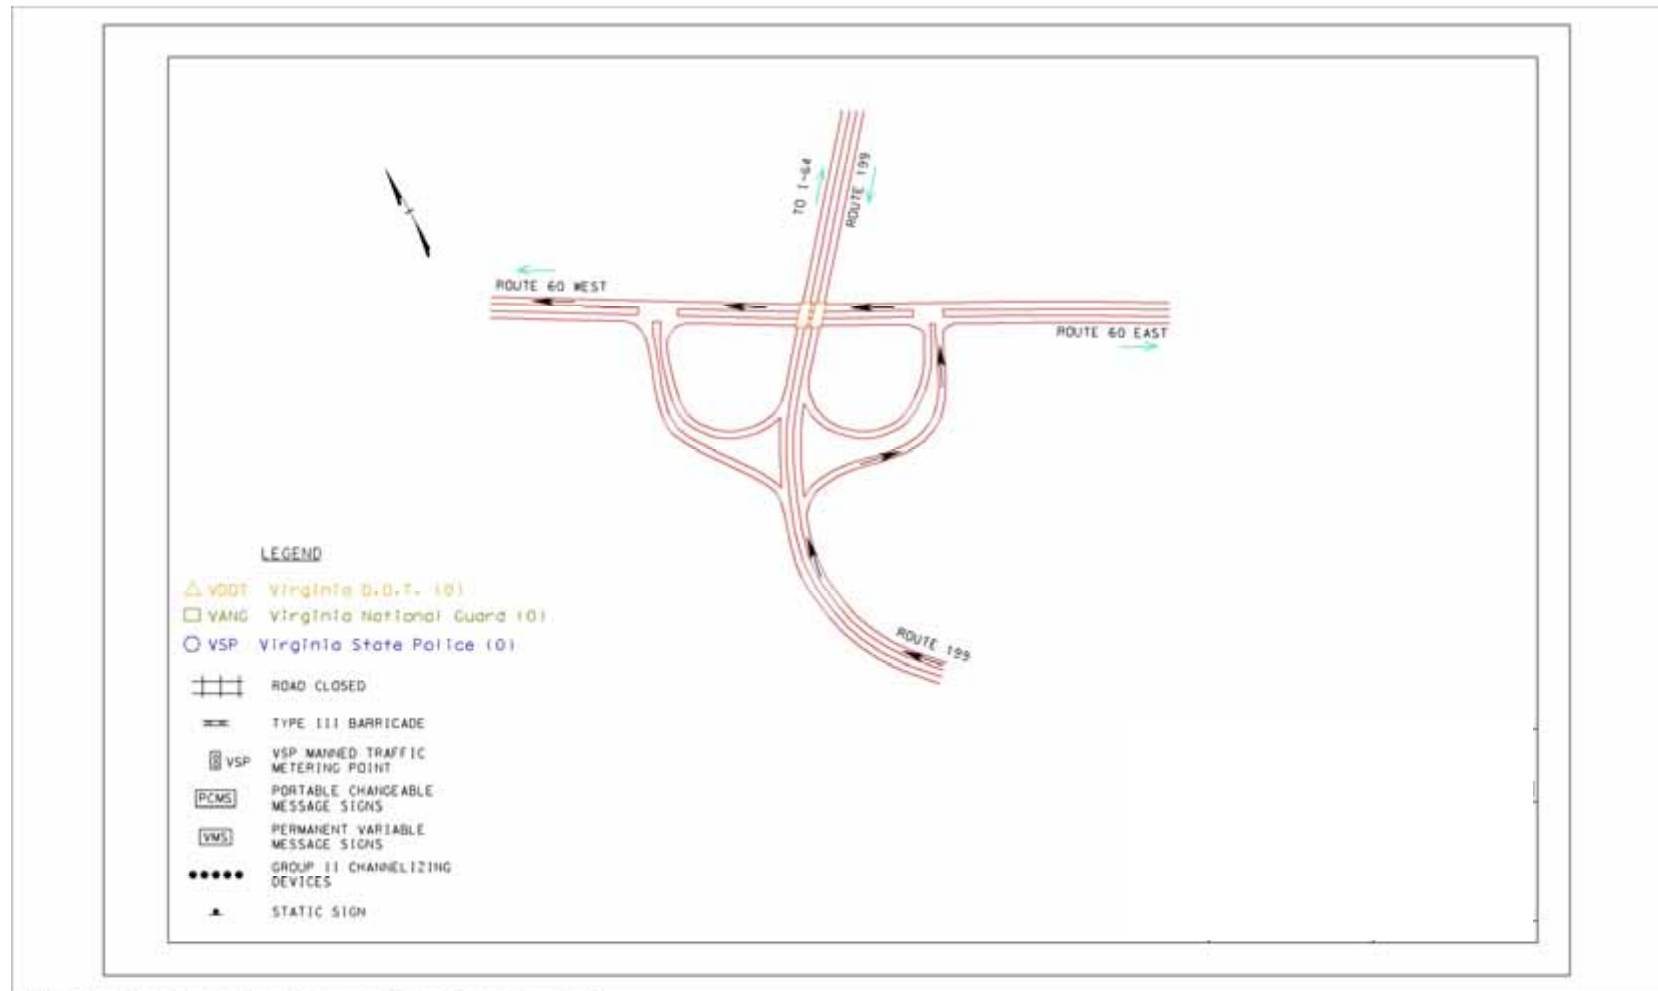 TO I-64
ROUTE 199
ROUTE 60 WEST
ROUTE 60 EAST
ROUTE 199
LEGEND
VDOT Virginia D.O.T. (0)
VANG Virginia National Guard (0)
VSP Virginia State Police (0)
ROAD CLOSED
TYPE III BARRICADE
VSP VSP MANNED TRAFFIC
METERING POINT
PCMS PORTABLE CHANGEABLE
MESSAGE SIGNS
VMS PERMANENT VARIABLE
MESSAGE SIGNS
GROUP II CHANNELIZING
DEVICES
STATIC SIGN